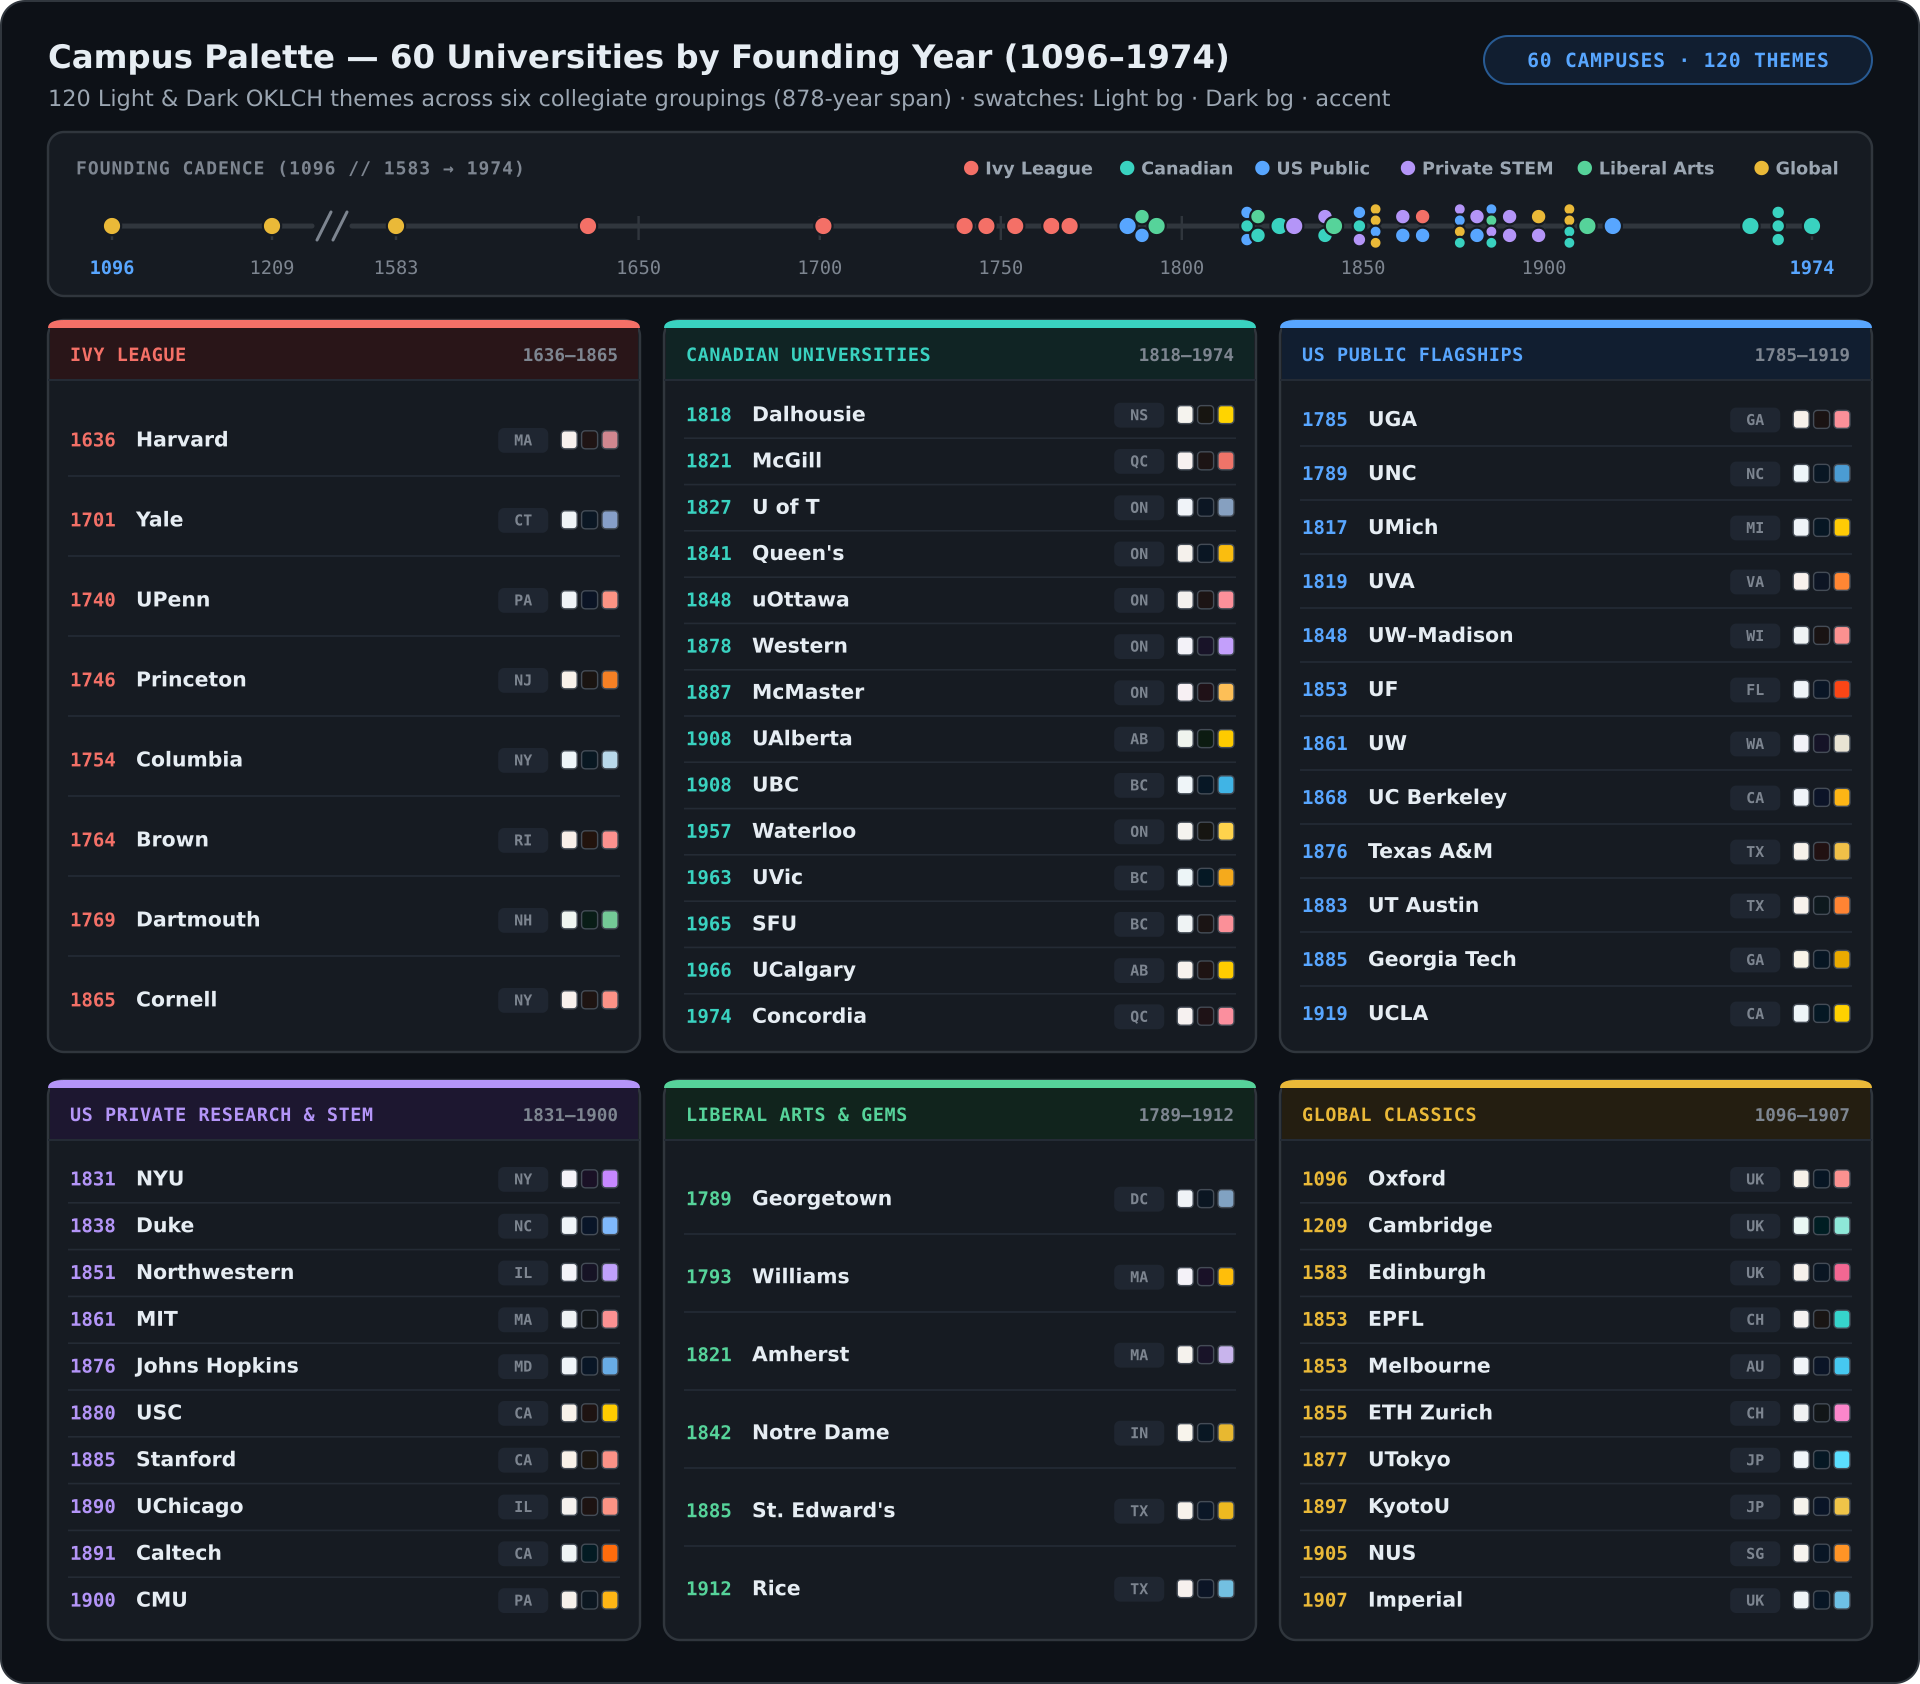 Campus Palette — 60 Universities by Founding Year (1096–1974)
60 CAMPUSES · 120 THEMES
120 Light & Dark OKLCH themes across six collegiate groupings (878-year span) · swatches: Light bg · Dark bg · accent
FOUNDING CADENCE (1096 // 1583 → 1974)
Ivy League Canadian US Public Private STEM Liberal Arts Global
1096 1209 1583 1650 1700 1750 1800 1850 1900 1974
IVY LEAGUE 1636–1865
1636 Harvard MA
1701 Yale CT
1740 UPenn PA
1746 Princeton NJ
1754 Columbia NY
1764 Brown RI
1769 Dartmouth NH
1865 Cornell NY
CANADIAN UNIVERSITIES 1818–1974
1818 Dalhousie NS
1821 McGill QC
1827 U of T ON
1841 Queen's ON
1848 uOttawa ON
1878 Western ON
1887 McMaster ON
1908 UAlberta AB
1908 UBC BC
1957 Waterloo ON
1963 UVic BC
1965 SFU BC
1966 UCalgary AB
1974 Concordia QC
US PUBLIC FLAGSHIPS 1785–1919
1785 UGA GA
1789 UNC NC
1817 UMich MI
1819 UVA VA
1848 UW–Madison WI
1853 UF FL
1861 UW WA
1868 UC Berkeley CA
1876 Texas A&M TX
1883 UT Austin TX
1885 Georgia Tech GA
1919 UCLA CA
US PRIVATE RESEARCH & STEM 1831–1900
1831 NYU NY
1838 Duke NC
1851 Northwestern IL
1861 MIT MA
1876 Johns Hopkins MD
1880 USC CA
1885 Stanford CA
1890 UChicago IL
1891 Caltech CA
1900 CMU PA
LIBERAL ARTS & GEMS 1789–1912
1789 Georgetown DC
1793 Williams MA
1821 Amherst MA
1842 Notre Dame IN
1885 St. Edward's TX
1912 Rice TX
GLOBAL CLASSICS 1096–1907
1096 Oxford UK
1209 Cambridge UK
1583 Edinburgh UK
1853 EPFL CH
1853 Melbourne AU
1855 ETH Zurich CH
1877 UTokyo JP
1897 KyotoU JP
1905 NUS SG
1907 Imperial UK